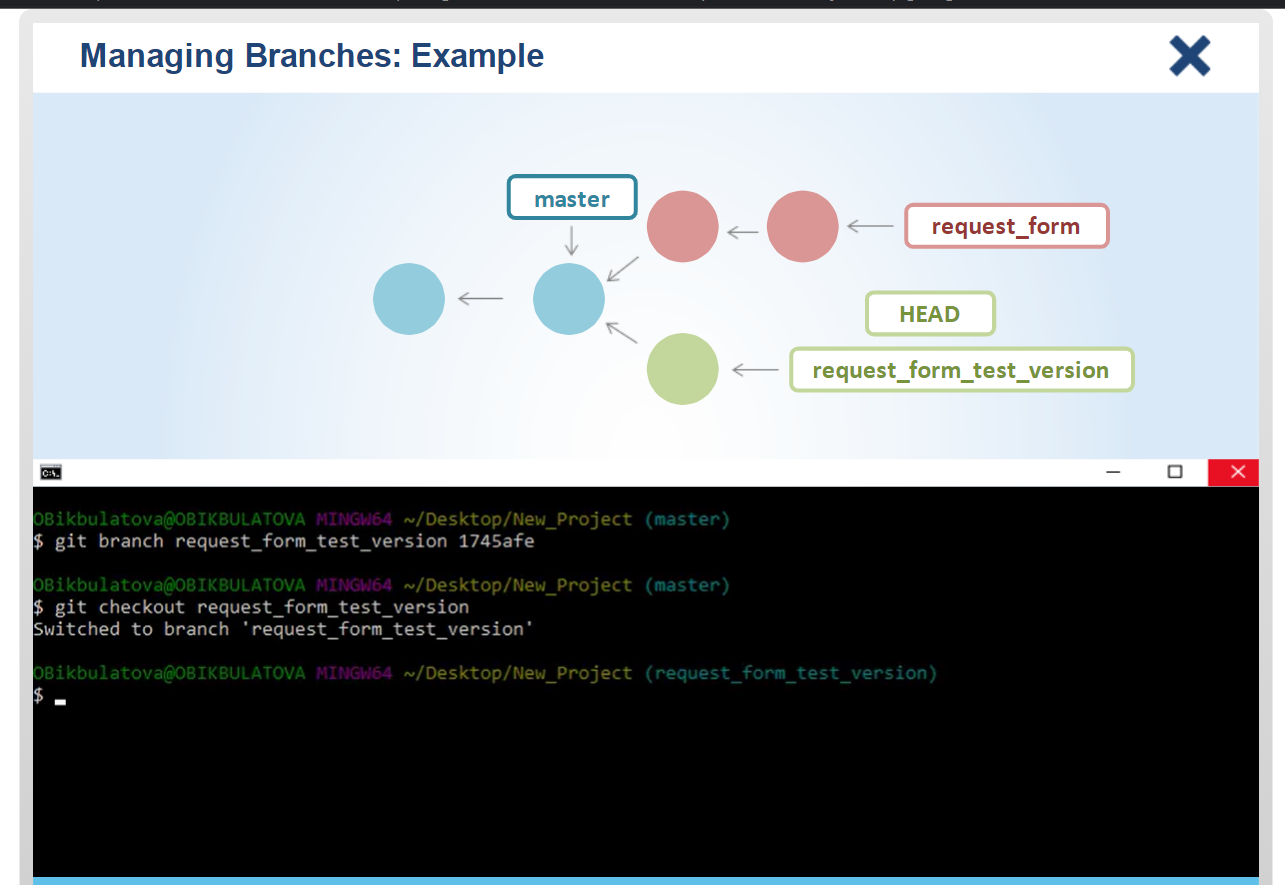 Managing Branches: Example
master
request_form
HEAD
request_form_test_version
C:\.
OBikbulatova@OBIKBULATOVA MINGW64 ~/Desktop/New_Project (master)
$ git branch request_form_test_version 1745afe
OBikbulatova@OBIKBULATOVA MINGW64 ~/Desktop/New_Project (master)
$ git checkout request_form_test_version
Switched to branch 'request_form_test_version'
OBikbulatova@OBIKBULATOVA MINGW64 ~/Desktop/New_Project (request_form_test_version)
$